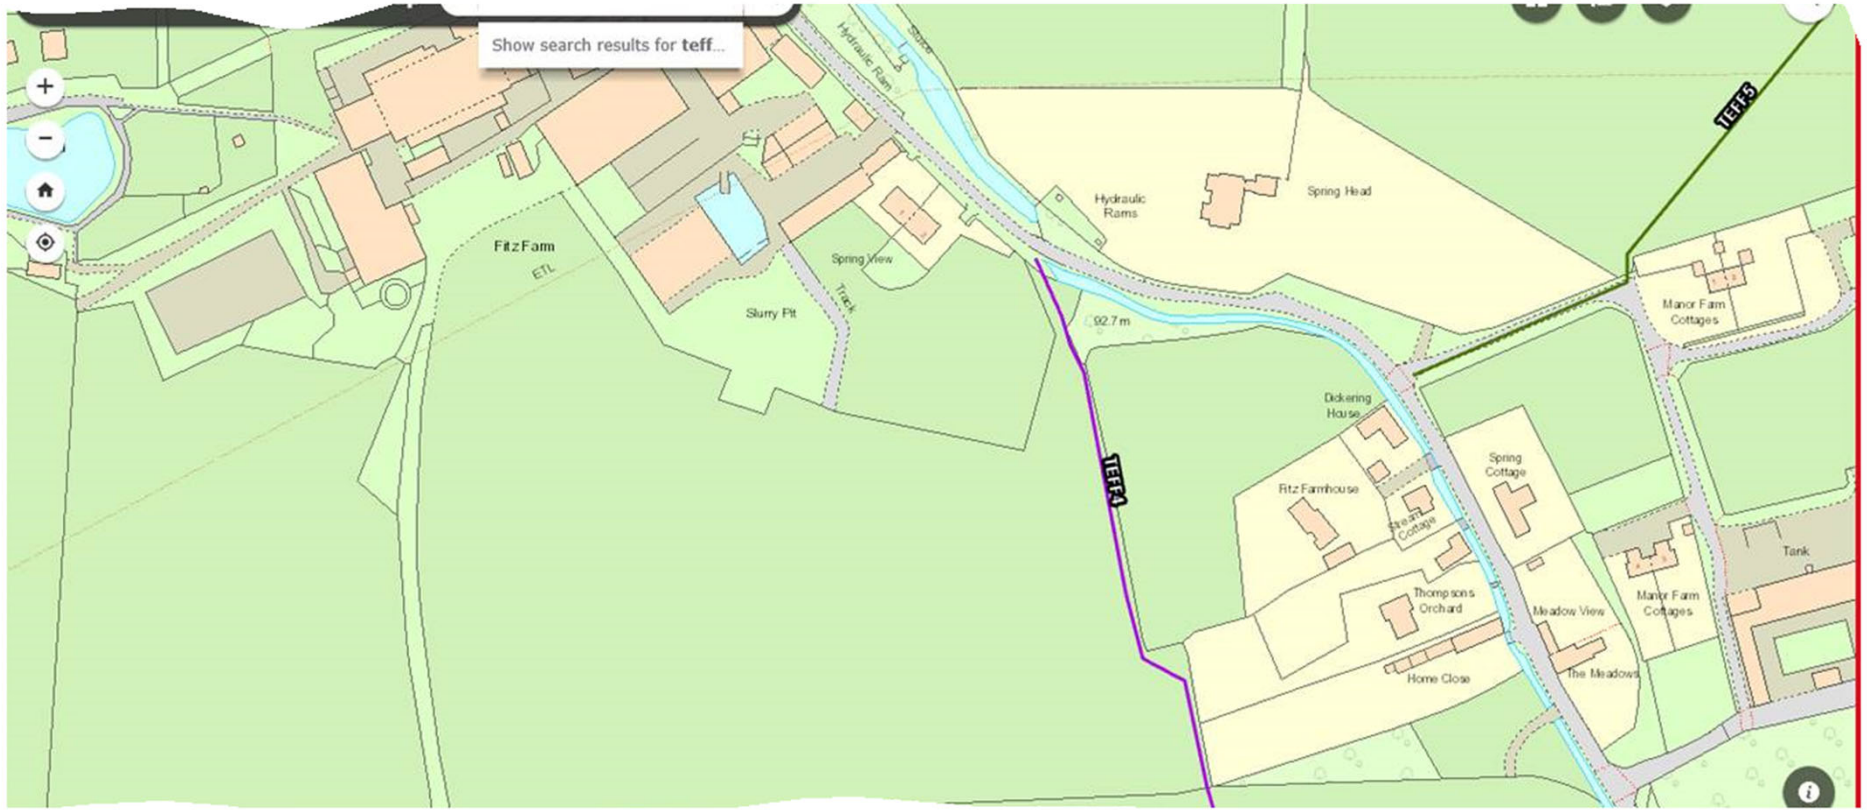 Show search results for teff...
Sluice
Hydraulic Ram
TEFF5
Hydraulic
Rams
Spring Head
Fitz Farm
ETL
Spring View
Track
Slurry Pit
92.7m
Manor Farm
Cottages
Dickering
House
TEFF4
Spring
Cottage
Fitz Farmhouse
Stream
Cottage
Tank
Thompsons
Orchard
Meadow View
Manor Farm
Cottages
The Meadows
Home Close